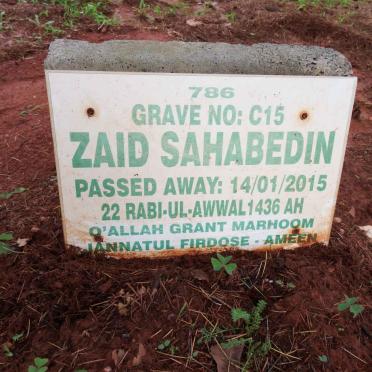 786
GRAVE NO: C15
ZAID SAHABEDIN
PASSED AWAY: 14/01/2015
22 RABI-UL-AWWAL1436 AH
O'ALLAH GRANT MARHOOM
JANNATUL FIRDOSE - AMEEN